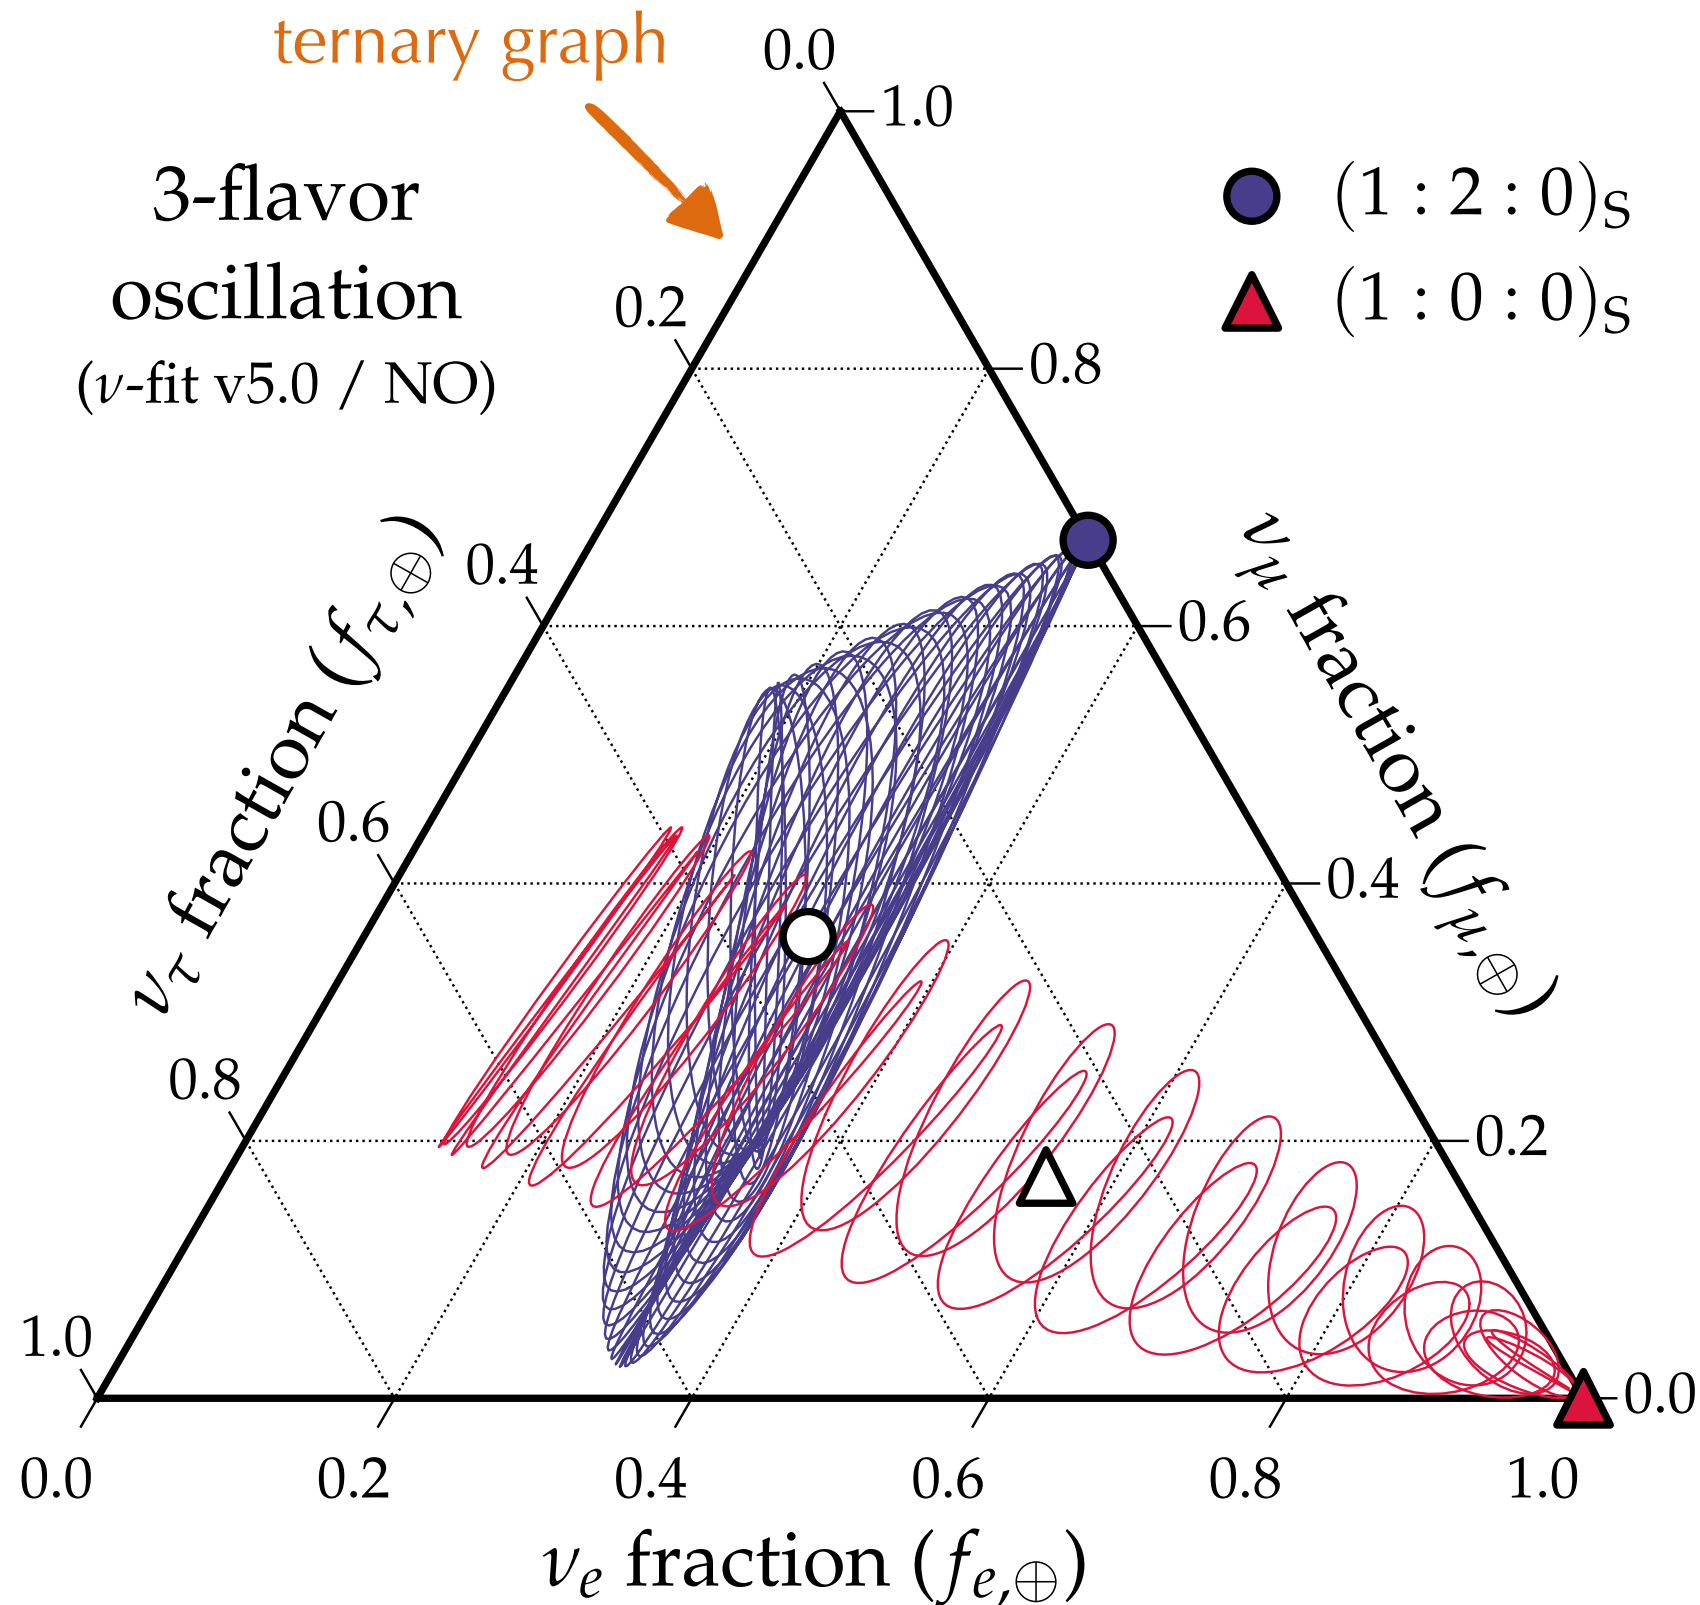 ternary graph
3-flavor
oscillation
(ν-fit v5.0 / NO)
(1 : 2 : 0)S
(1 : 0 : 0)S
0.0
0.2
0.4
0.6
0.8
1.0
ντ fraction (fτ,⊕)
1.0
0.8
0.6
0.4
0.2
0.0
νμ fraction (fμ,⊕)
0.0
0.2
0.4
0.6
0.8
1.0
νe fraction (fe,⊕)